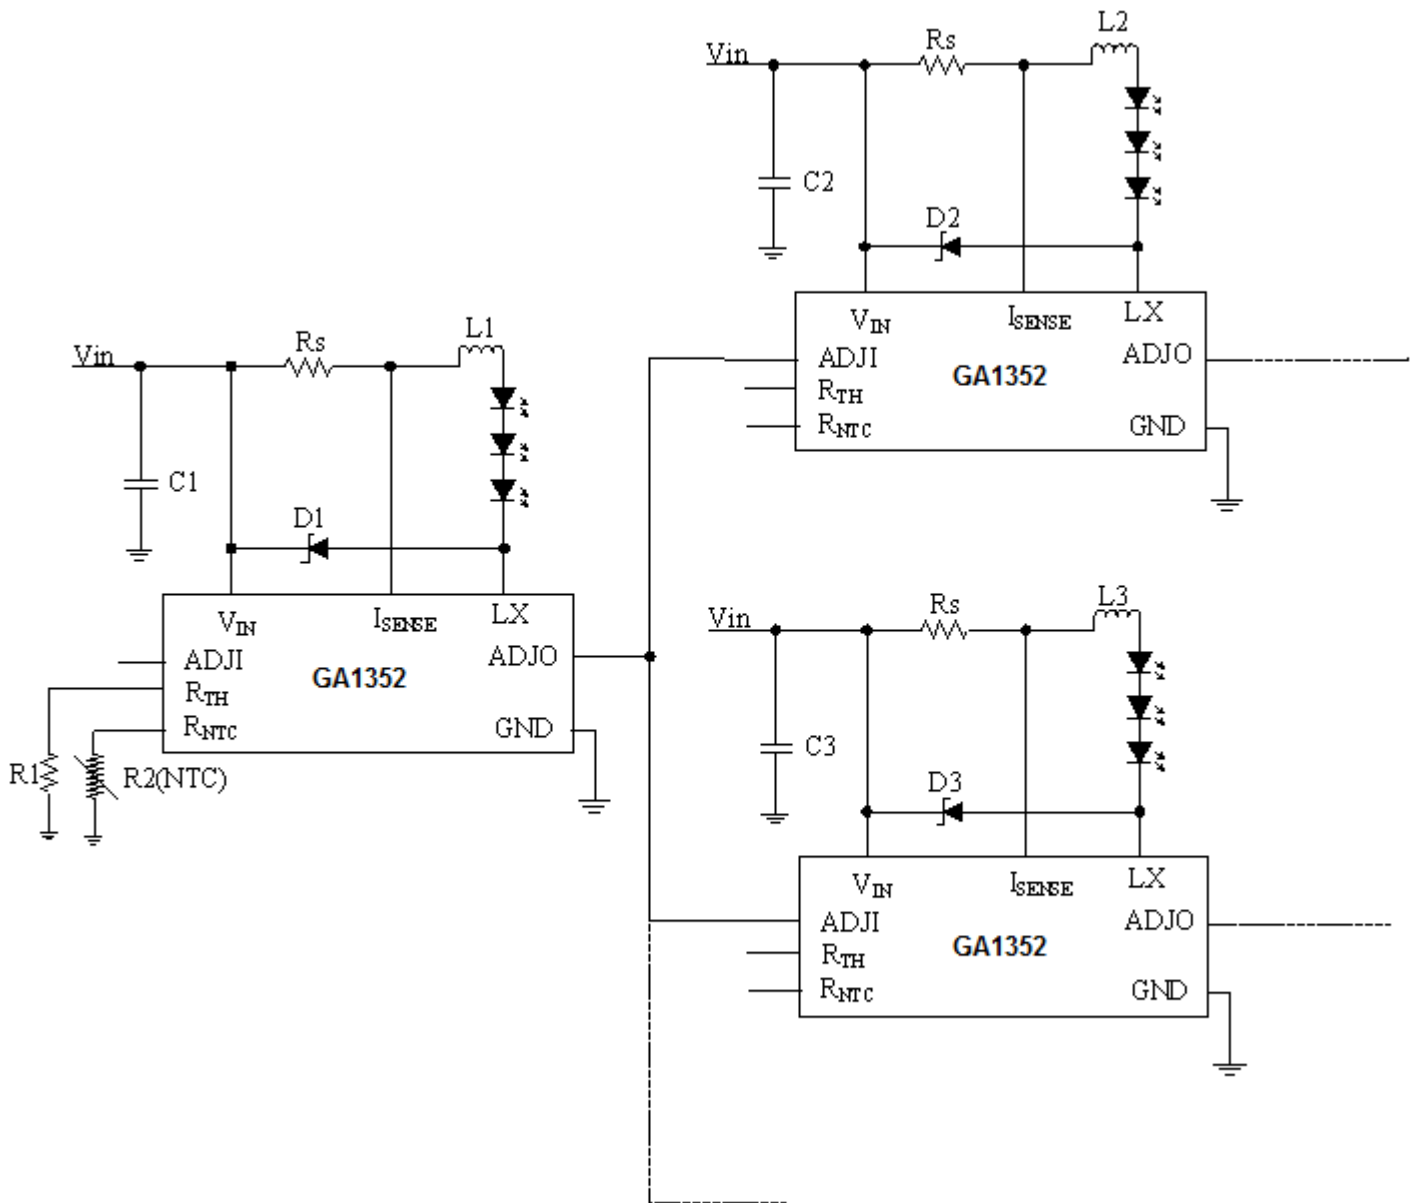 Vin
Rs
L2
C2
D2
VIN
ISENSE
LX
ADJI
ADJO
RTH
GA1352
RNTC
GND
Vin
Rs
L1
C1
D1
VIN
ISENSE
LX
ADJI
ADJO
RTH
GA1352
RNTC
GND
R1
R2(NTC)
Vin
Rs
L3
C3
D3
VIN
ISENSE
LX
ADJI
ADJO
RTH
GA1352
RNTC
GND